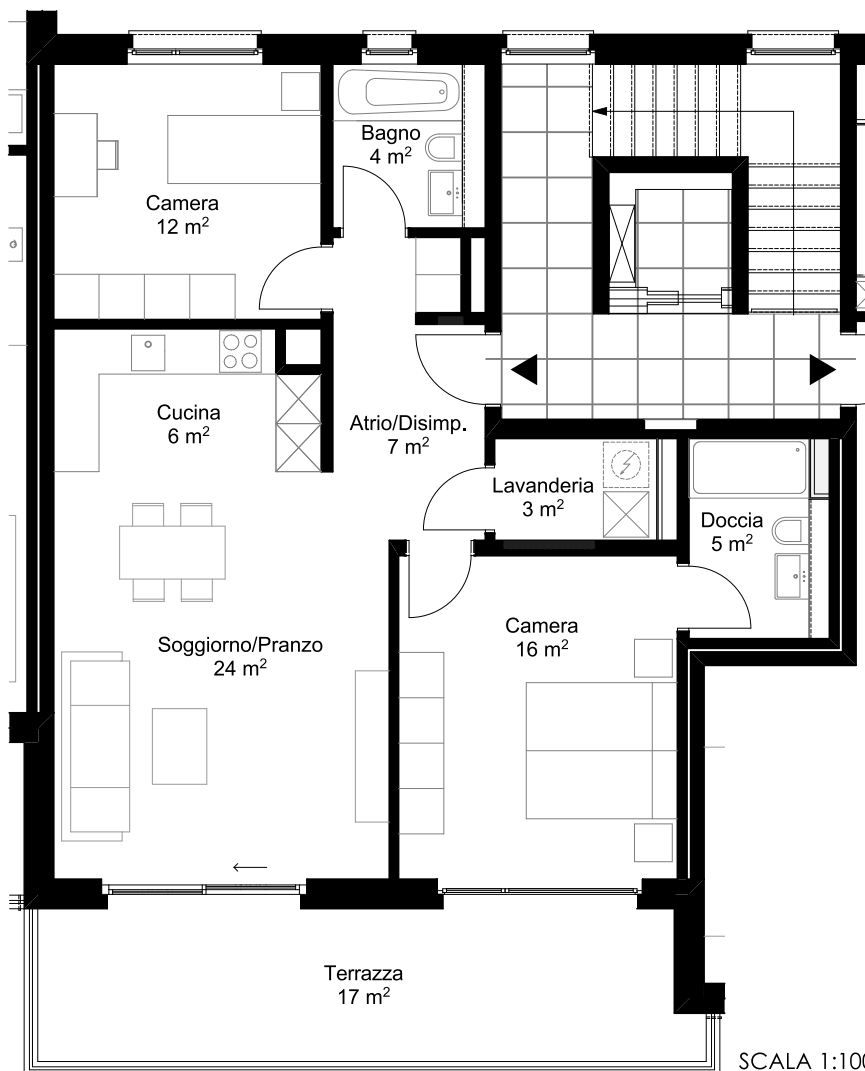 Bagno
4 m²
Camera
12 m²
Cucina
6 m²
Atrio/Disimp.
7 m²
Lavanderia
3 m²
Doccia
5 m²
Soggiorno/Pranzo
24 m²
Camera
16 m²
Terrazza
17 m²
SCALA 1:100